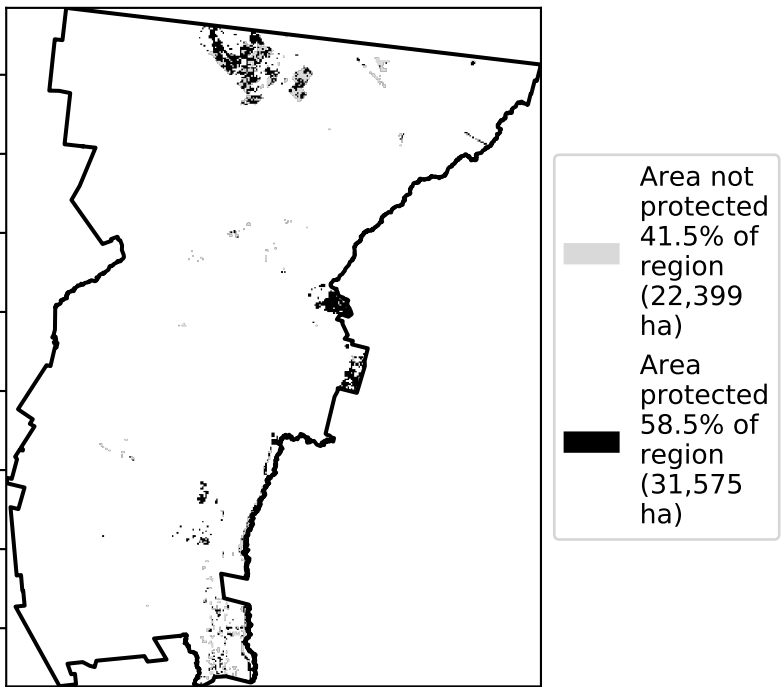 Area not
protected
41.5% of
region
(22,399
ha)
Area
protected
58.5% of
region
(31,575
ha)